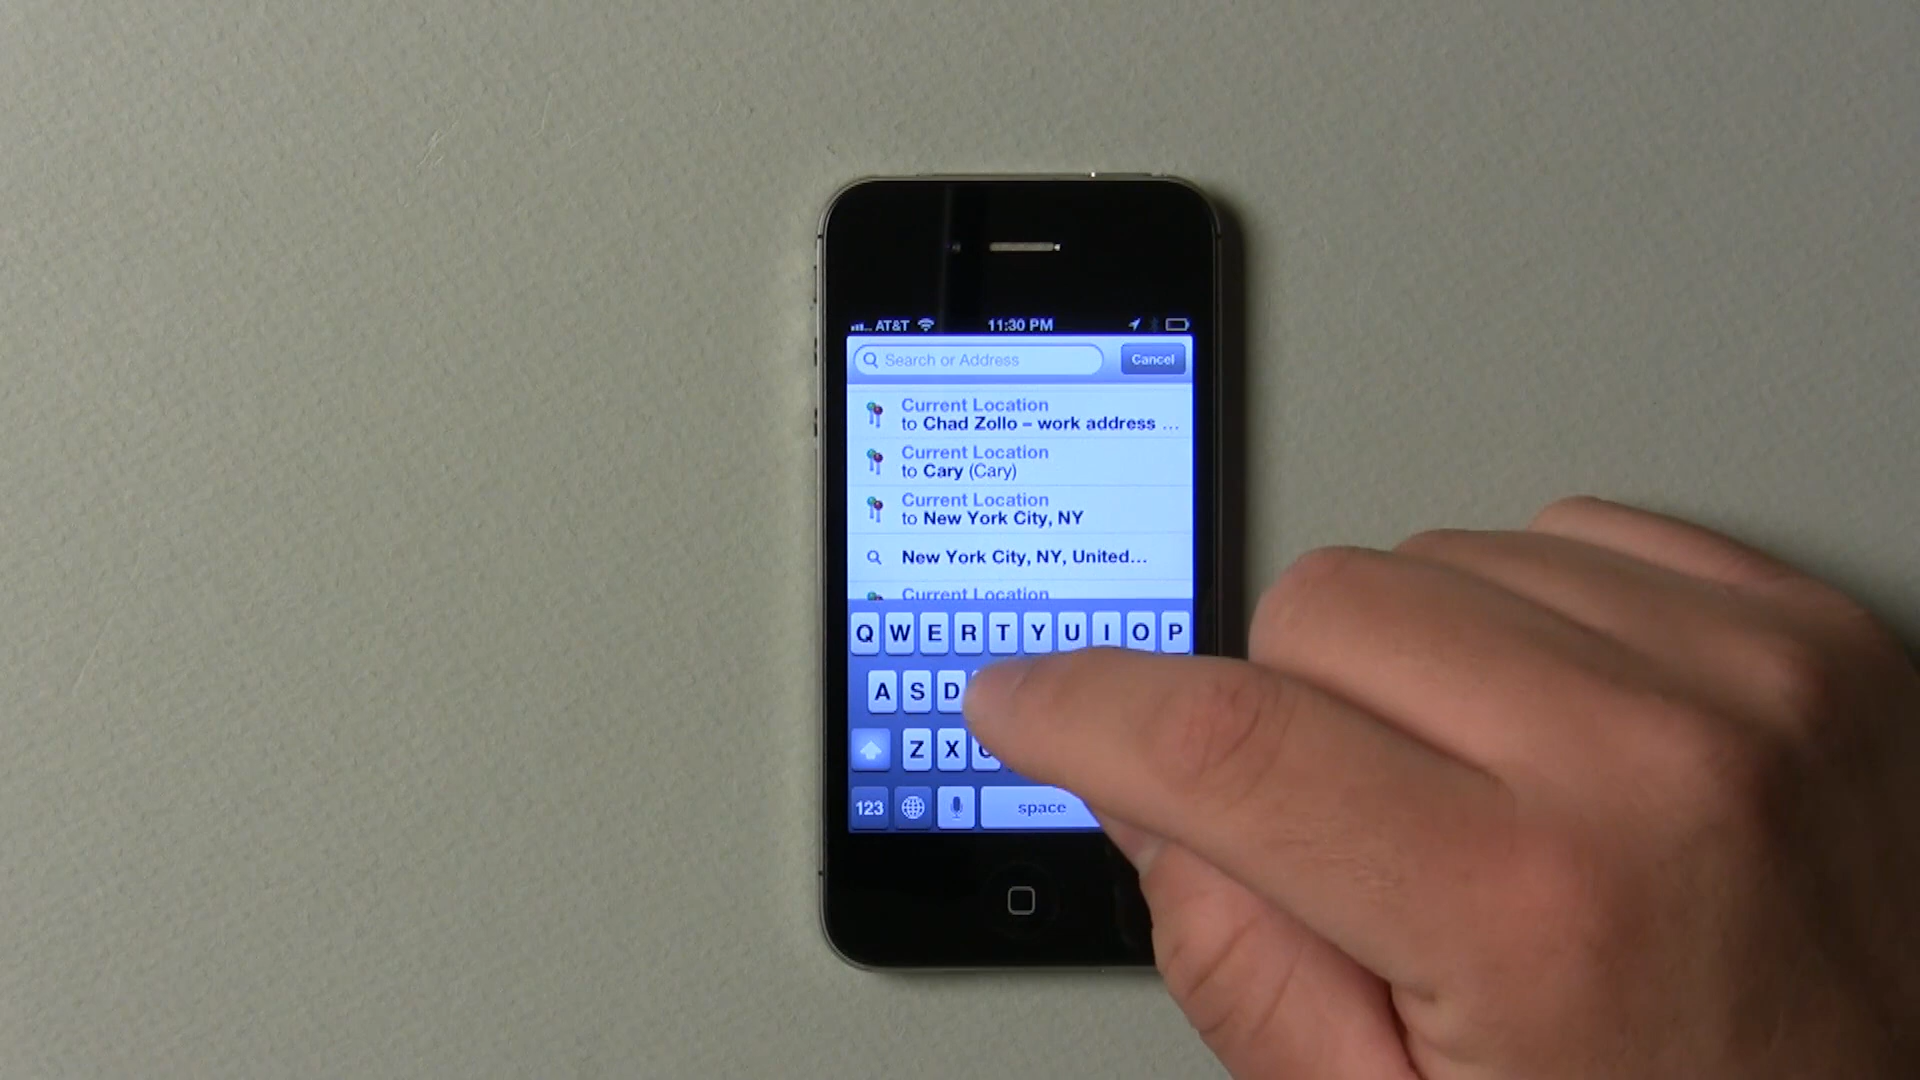 AT&T 11:30 PM
Search or Address Cancel
Current Location
to Chad Zollo – work address ...
Current Location
to Cary (Cary)
Current Location
to New York City, NY
New York City, NY, United...
Current Location
Q W E R T Y U I O P
A S D
Z X C
123 space